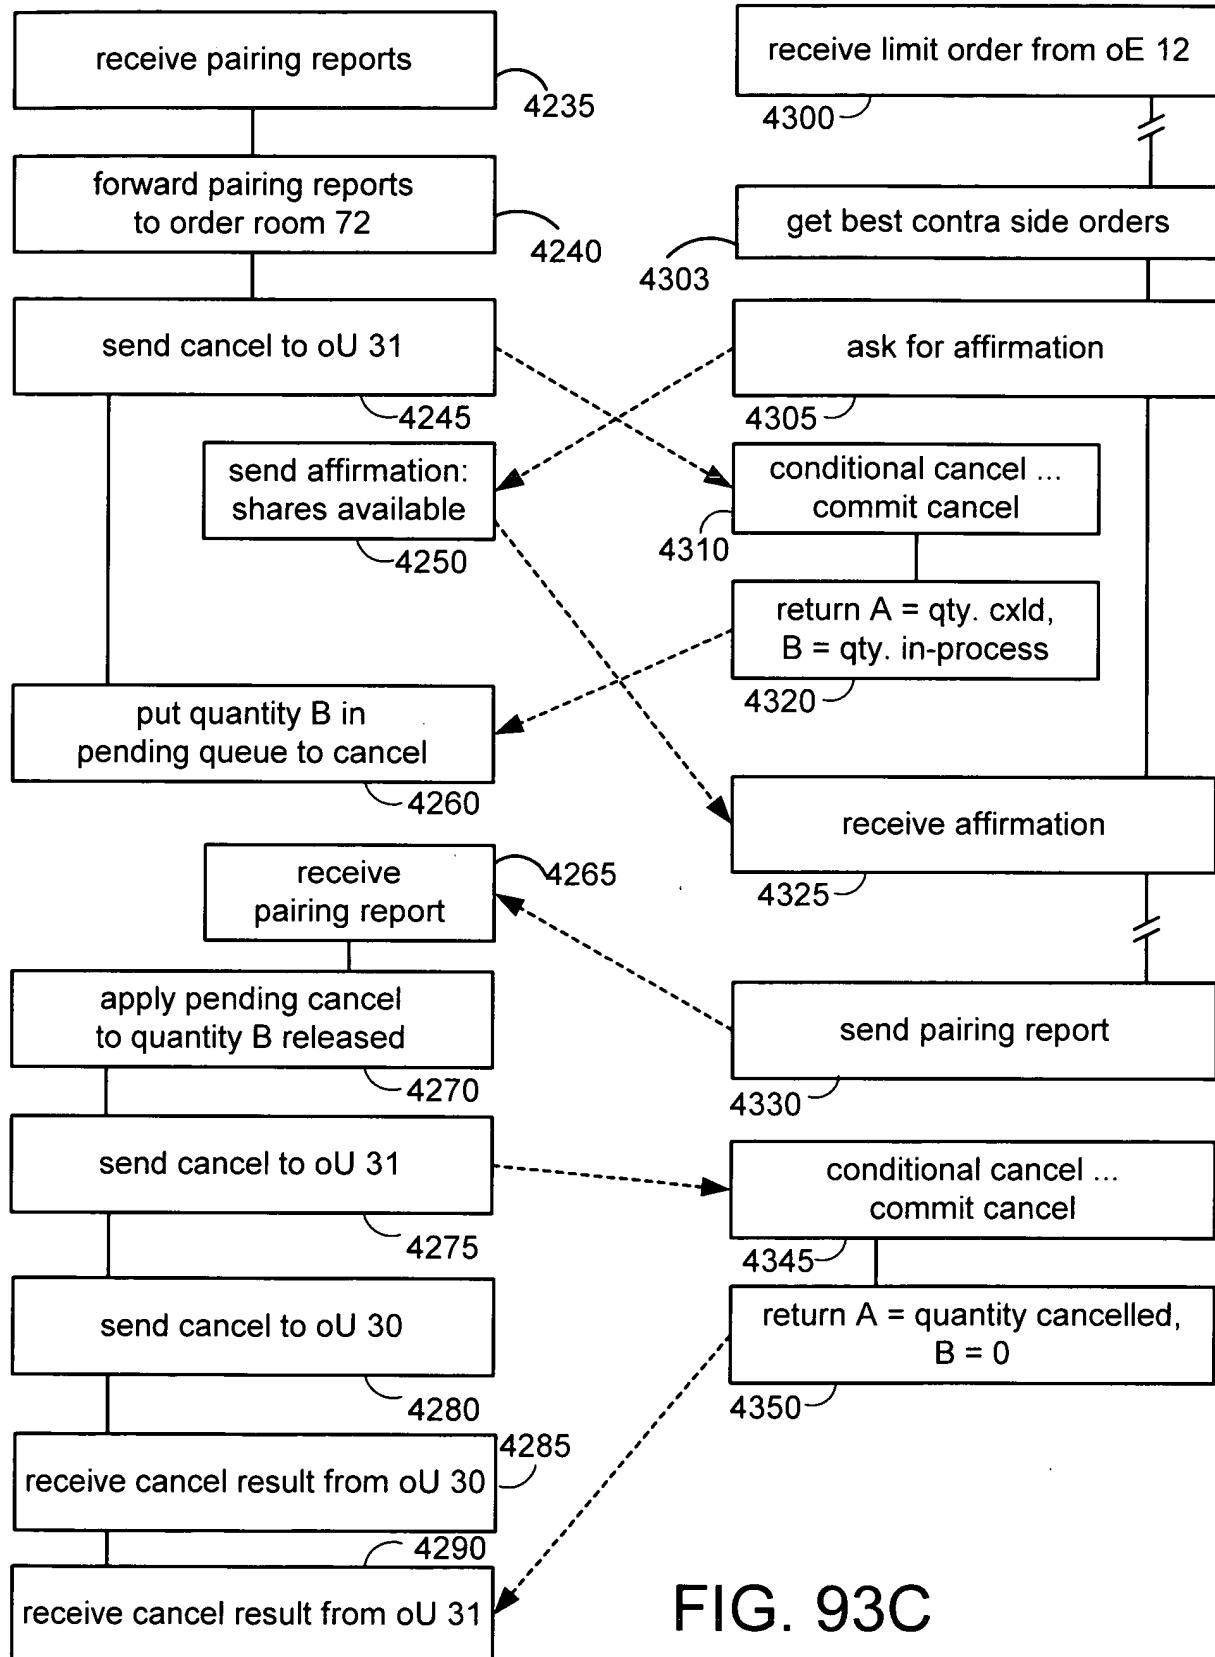 receive pairing reports
4235
forward pairing reports
to order room 72
4240
send cancel to oU 31
4245
send affirmation:
shares available
4250
put quantity B in
pending queue to cancel
4260
receive
pairing report
4265
apply pending cancel
to quantity B released
4270
send cancel to oU 31
4275
send cancel to oU 30
4280
receive cancel result from oU 30
4285
receive cancel result from oU 31
4290
receive limit order from oE 12
4300
get best contra side orders
4303
ask for affirmation
4305
conditional cancel ...
commit cancel
4310
return A = qty. cxld,
B = qty. in-process
4320
receive affirmation
4325
send pairing report
4330
conditional cancel ...
commit cancel
4345
return A = quantity cancelled,
B = 0
4350
FIG. 93C